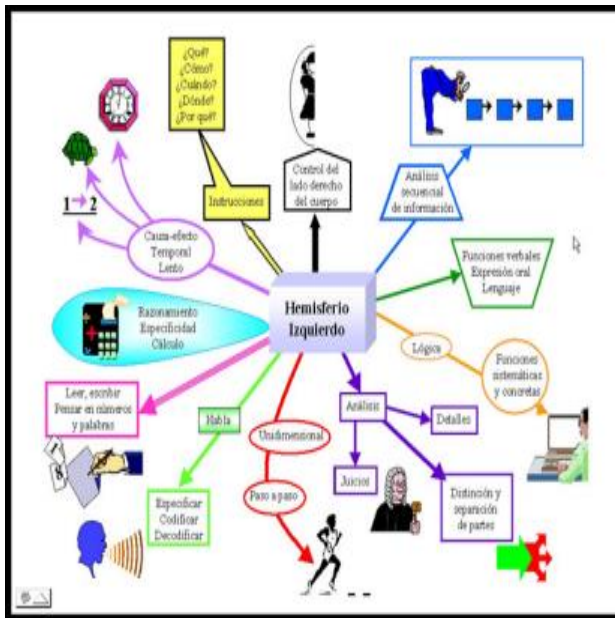 ¿Qué?
¿Cómo?
¿Cuándo?
¿Dónde?
¿Por qué?
Instrucciones
Control del
lado derecho
del cuerpo
Análisis
secuencial
de información
1→2
Cauza-efecto
Temporal
Lento
Funciones verbales
Expresión oral
Lenguaje
Hemisferio
Izquierdo
Razonamiento
Especificidad
Cálculo
Lógica
Funciones
sistemáticas
y concretas
Leer, escribir
Pensar en números
y palabras
Habla
Unidimensional
Análisis
Detalles
Especificar
Codificar
Decodificar
Paso a paso
Juicios
Distinción y
separación
de partes